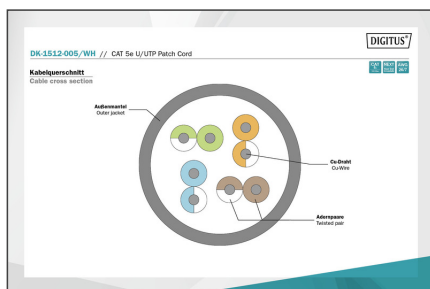 DIGITUS®
DK-1512-005/WH // CAT 5e U/UTP Patch Cord
Kabelquerschnitt
Cable cross section
Außenmantel
Outer jacket
Cu-Draht
Cu-Wire
Adernpaare
Twisted pair